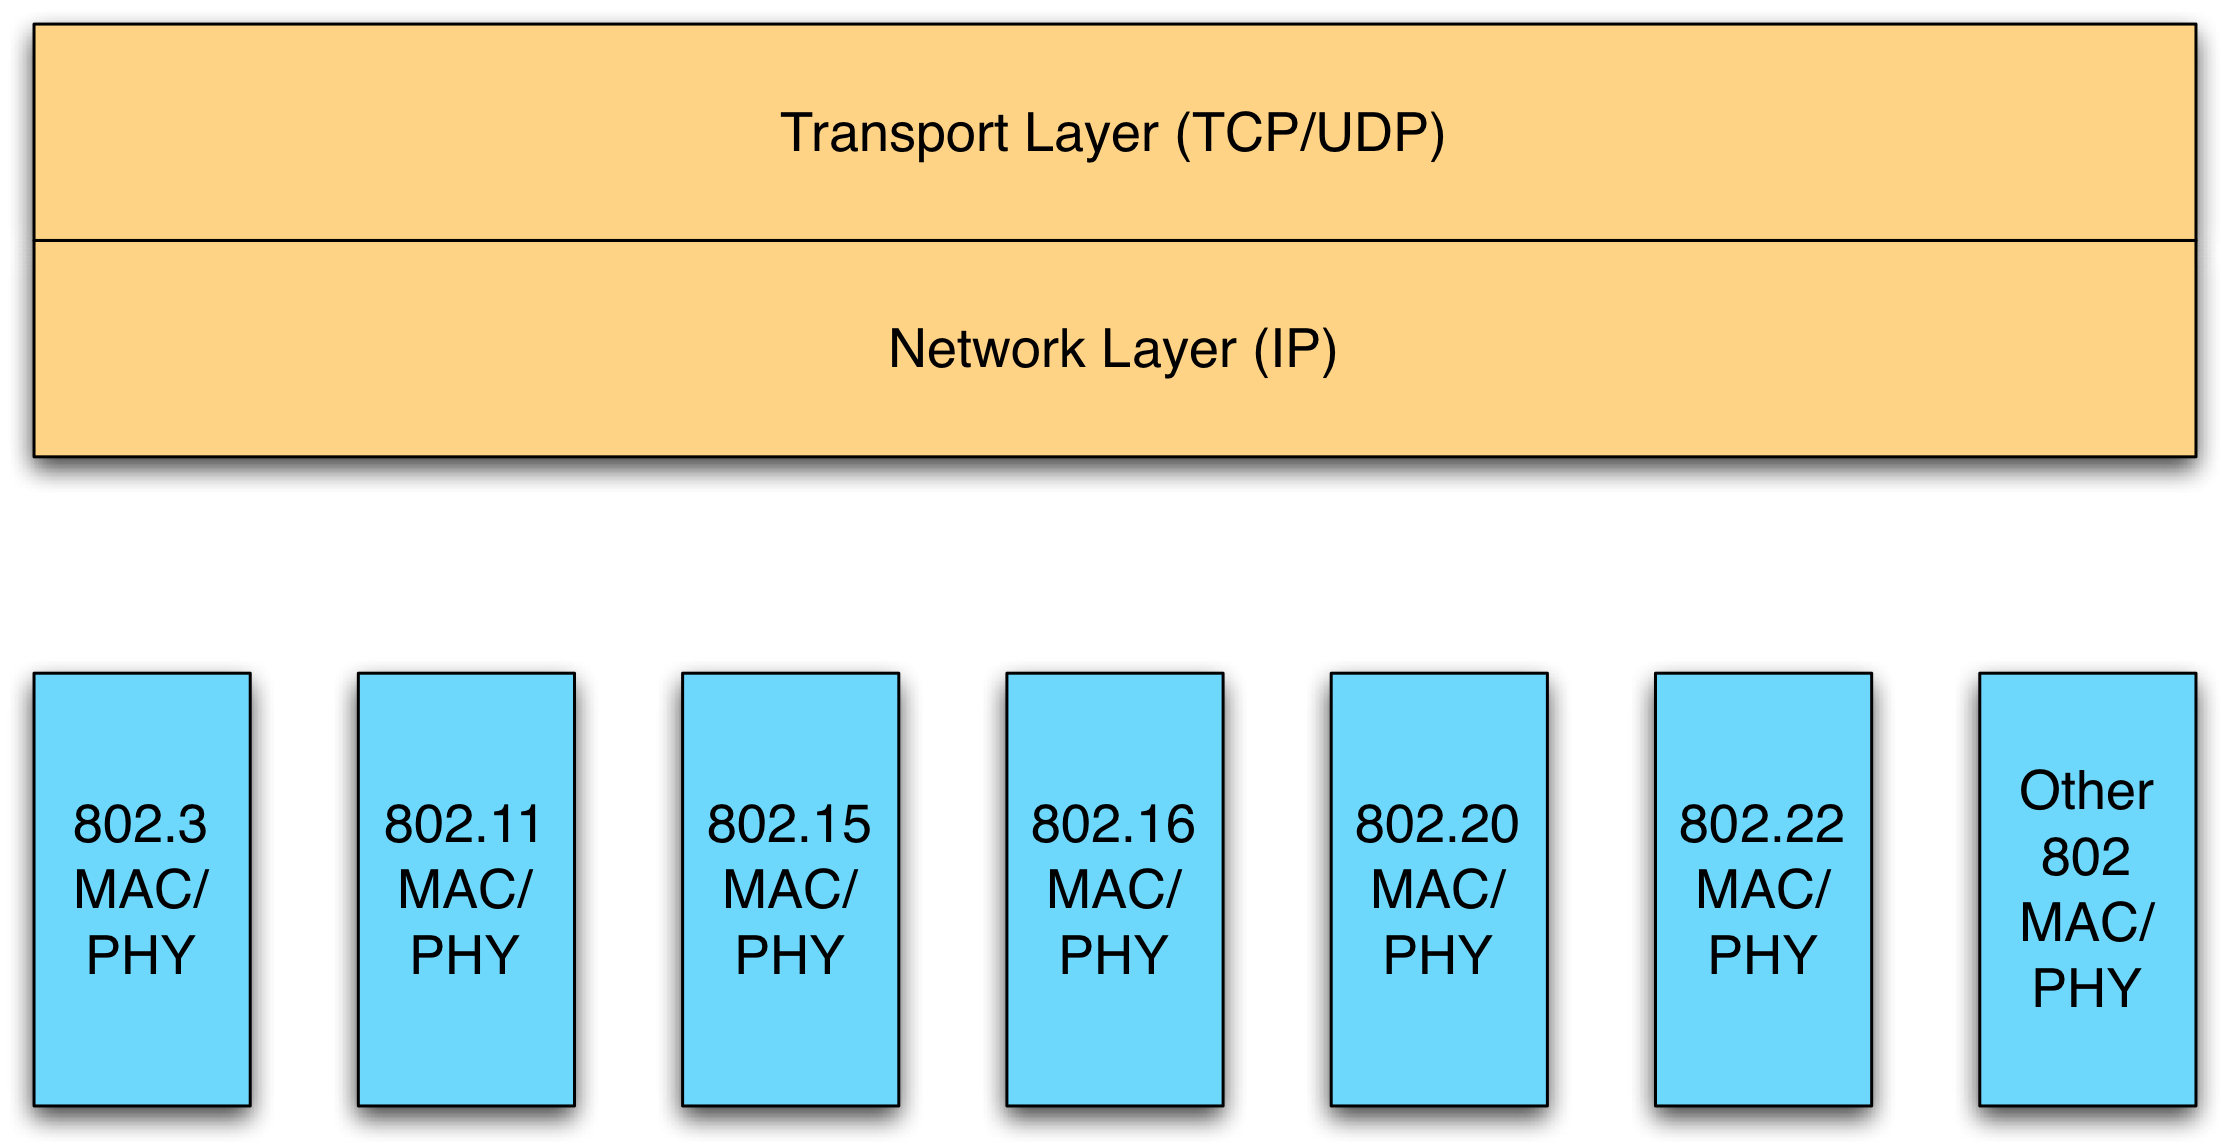 Transport Layer (TCP/UDP)
Network Layer (IP)
802.3
MAC/
PHY
802.11
MAC/
PHY
802.15
MAC/
PHY
802.16
MAC/
PHY
802.20
MAC/
PHY
802.22
MAC/
PHY
Other
802
MAC/
PHY